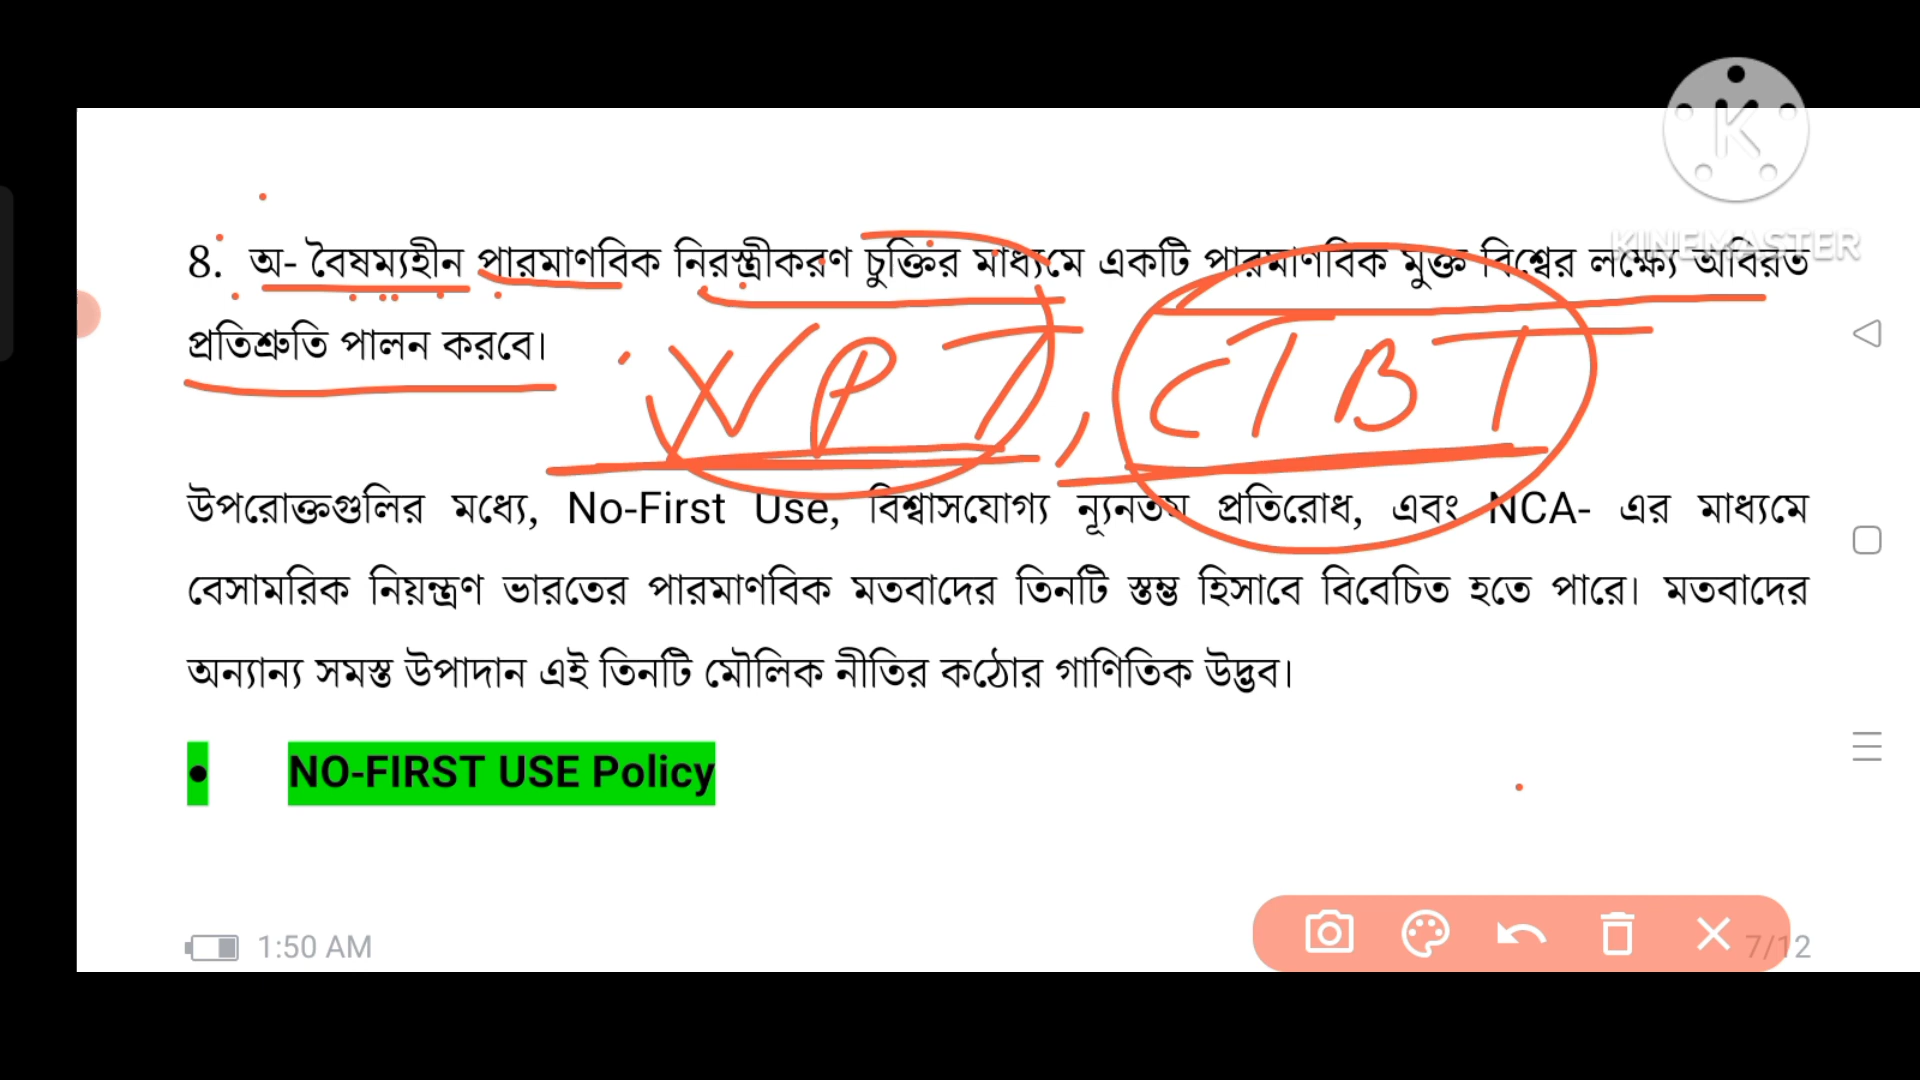 KINEMASTER
8. অ- বৈষম্যহীন পারমাণবিক নিরস্ত্রীকরণ চুক্তির মাধ্যমে একটি পারমাণবিক মুক্ত বিশ্বের লক্ষ্যে অবিরত
প্রতিশ্রুতি পালন করবে।
NPT, CTBT
উপরোক্তগুলির মধ্যে, No-First Use, বিশ্বাসযোগ্য ন্যূনতম প্রতিরোধ, এবং NCA- এর মাধ্যমে
বেসামরিক নিয়ন্ত্রণ ভারতের পারমাণবিক মতবাদের তিনটি স্তম্ভ হিসাবে বিবেচিত হতে পারে। মতবাদের
অন্যান্য সমস্ত উপাদান এই তিনটি মৌলিক নীতির কঠোর গাণিতিক উদ্ভব।
• NO-FIRST USE Policy
1:50 AM
7/12